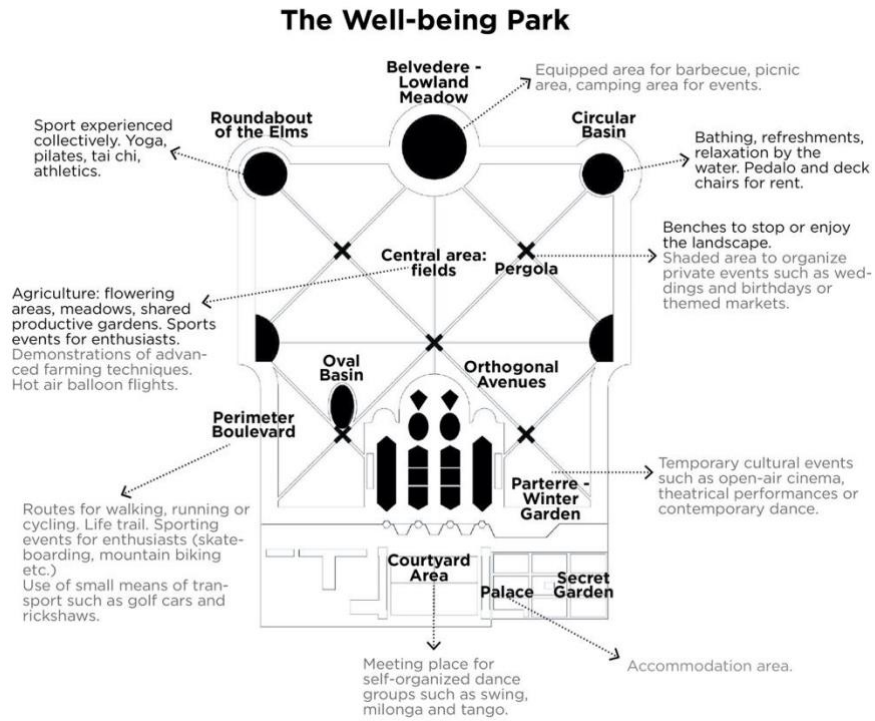 The Well-being Park
Belvedere -
Lowland
Meadow
Equipped area for barbecue, picnic
area, camping area for events.
Roundabout
of the Elms
Circular
Basin
Sport experienced
collectively. Yoga,
pilates, tai chi,
athletics.
Bathing, refreshments,
relaxation by the
water. Pedalo and deck
chairs for rent.
Central area:
fields
Pergola
Benches to stop or enjoy
the landscape.
Shaded area to organize
private events such as wed-
dings and birthdays or
themed markets.
Agriculture: flowering
areas, meadows, shared
productive gardens. Sports
events for enthusiasts.
Demonstrations of advan-
ced farming techniques.
Hot air balloon flights.
Oval
Basin
Orthogonal
Avenues
Perimeter
Boulevard
Parterre -
Winter
Garden
Temporary cultural events
such as open-air cinema,
theatrical performances or
contemporary dance.
Routes for walking, running or
cycling. Life trail. Sporting
events for enthusiasts (skate-
boarding, mountain biking
etc.)
Use of small means of tran-
sport such as golf cars and
rickshaws.
Courtyard
Area
Palace
Secret
Garden
Meeting place for
self-organized dance
groups such as swing,
milonga and tango.
Accommodation area.